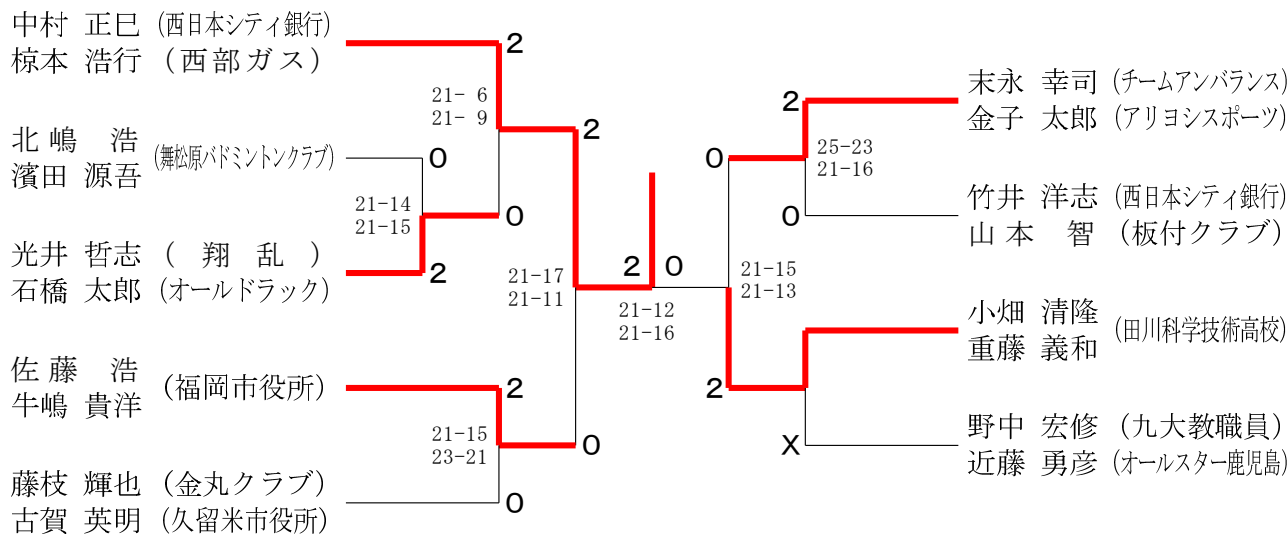 中村 正巳 (西日本シティ銀行)
椋本 浩行 (西部ガス)
北嶋 浩
濱田 源吾
(舞松原バドミントンクラブ)
光井 哲志 (翔乱)
石橋 太郎 (オールドラック)
佐藤 浩
牛嶋 貴洋
(福岡市役所)
藤枝 輝也 (金丸クラブ)
古賀 英明 (久留米市役所)
2
21- 6
21- 9
0
21-14
21-15
2
0
2
21-17
21-11
2
21-15
23-21
0
0
2 0
21-12
21-16
0
21-15
21-13
2
2
25-23
21-16
0
X
末永 幸司 (チームアンバランス)
金子 太郎 (アリヨシスポーツ)
竹井 洋志 (西日本シティ銀行)
山本 智 (板付クラブ)
小畑 清隆
重藤 義和
(田川科学技術高校)
野中 宏修 (九大教職員)
近藤 勇彦 (オールスター鹿児島)